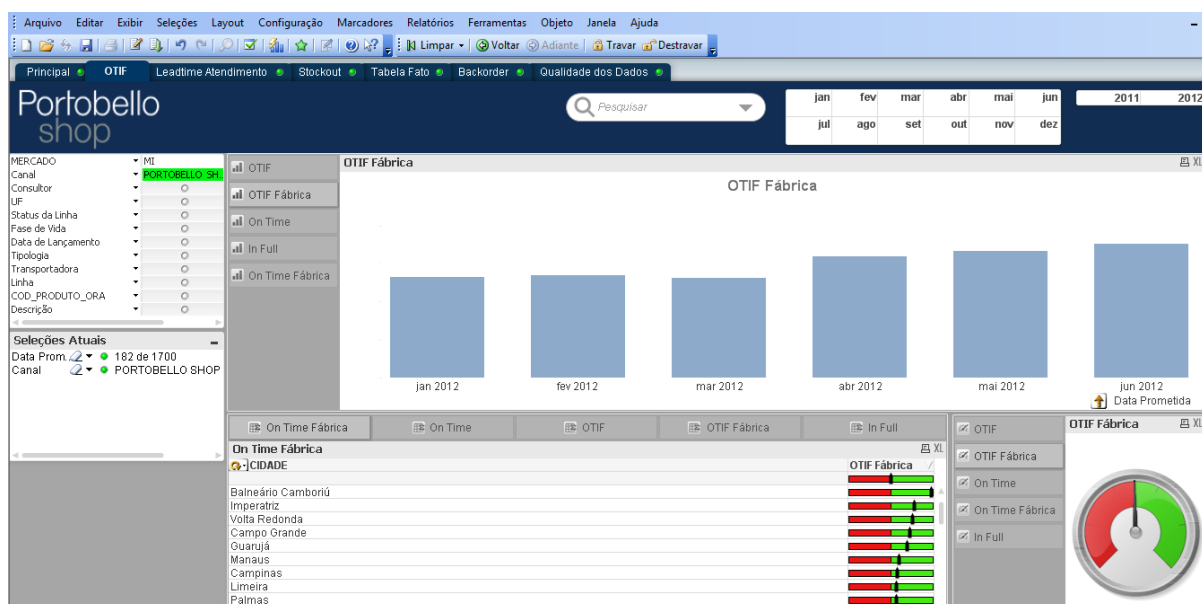 Arquivo Editar Exibir Seleções Layout Configuração Marcadores Relatórios Ferramentas Objeto Janela Ajuda
Limpar Voltar Adiante Travar Destravar
Principal OTIF Leadtime Atendimento Stockout Tabela Fato Backorder Qualidade dos Dados
Portobello
shop
Pesquisar
jan fev mar abr mai jun
jul ago set out nov dez
2011 2012
MERCADO MI
Canal PORTOBELLO SH..
Consultor
UF
Status da Linha
Fase de Vida
Data de Lançamento
Tipologia
Transportadora
Linha
COD_PRODUTO_ORA
Descrição
Seleções Atuais
Data Prom. 182 de 1700
Canal PORTOBELLO SHOP
OTIF
OTIF Fábrica
On Time
In Full
On Time Fábrica
OTIF Fábrica XL
OTIF Fábrica
jan 2012 fev 2012 mar 2012 abr 2012 mai 2012 jun 2012
Data Prometida
On Time Fábrica On Time OTIF OTIF Fábrica In Full
On Time Fábrica XL
CIDADE OTIF Fábrica
Balneário Camboriú
Imperatriz
Volta Redonda
Campo Grande
Guarujá
Manaus
Campinas
Limeira
Palmas
OTIF
OTIF Fábrica
On Time
On Time Fábrica
In Full
OTIF Fábrica XL